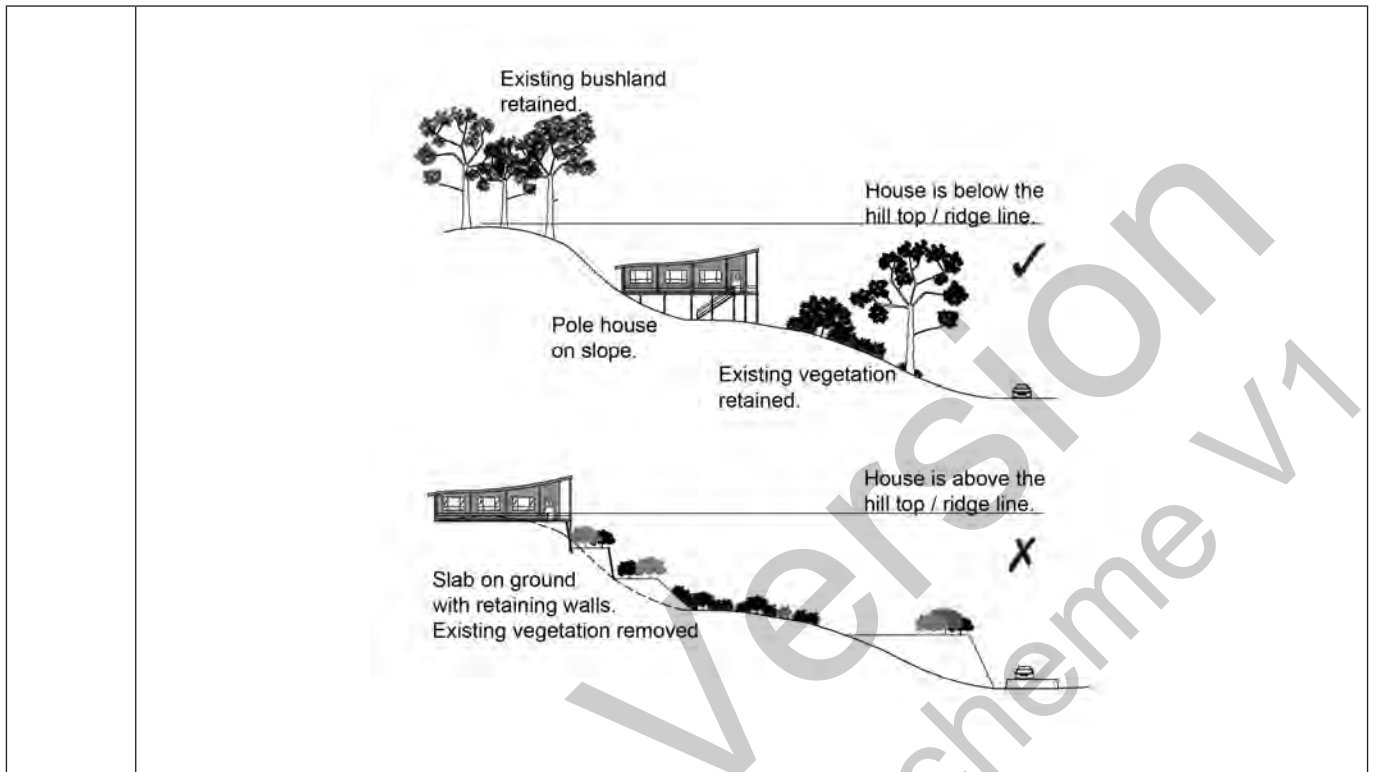 Existing bushland
retained.
House is below the
hill top / ridge line.
✓
Pole house
on slope.
Existing vegetation
retained.
House is above the
hill top / ridge line.
X
Slab on ground
with retaining walls.
Existing vegetation removed
Version
scheme V1